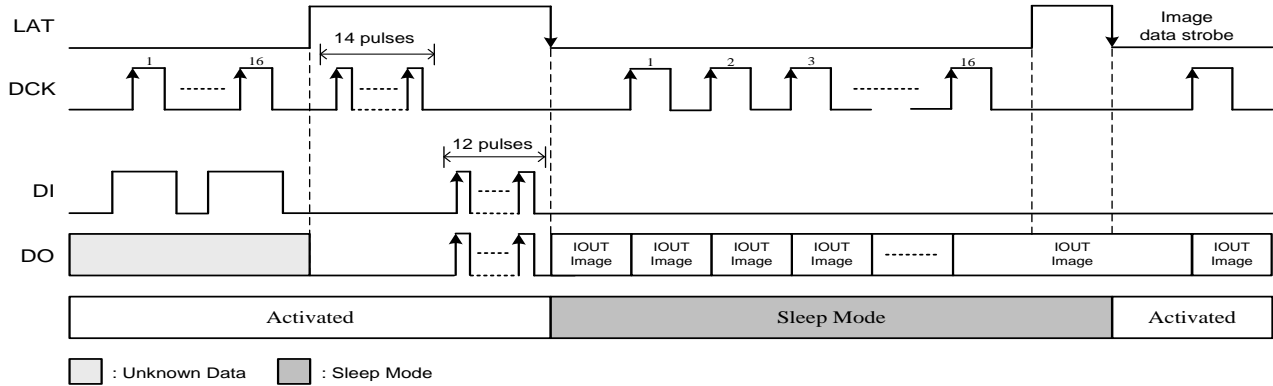 LAT
14 pulses
Image
data strobe
DCK
1
16
1
2
3
16
12 pulses
DI
DO
IOUT
Image
IOUT
Image
IOUT
Image
IOUT
Image
IOUT
Image
IOUT
Image
Activated
Sleep Mode
Activated
: Unknown Data
: Sleep Mode